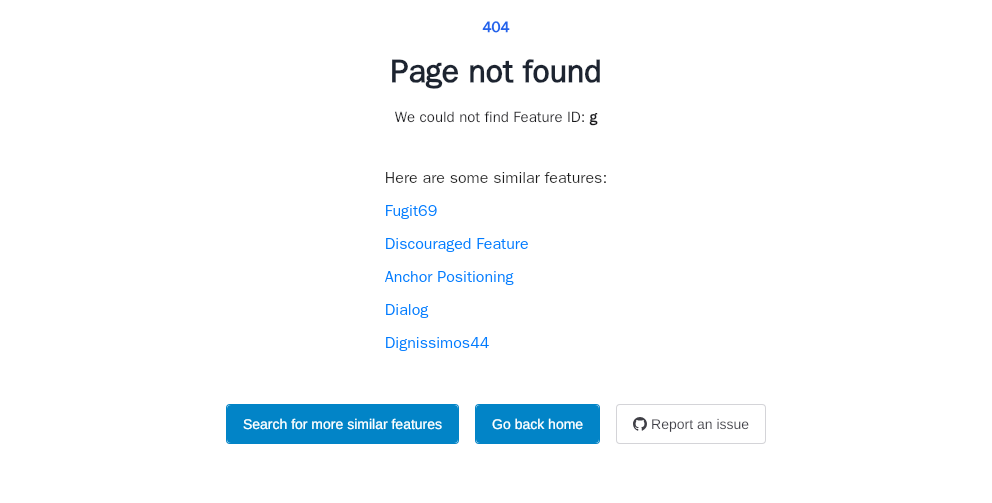 404
Page not found
We could not find Feature ID: g
Here are some similar features:
Fugit69
Discouraged Feature
Anchor Positioning
Dialog
Dignissimos44
Search for more similar features
Go back home
Report an issue